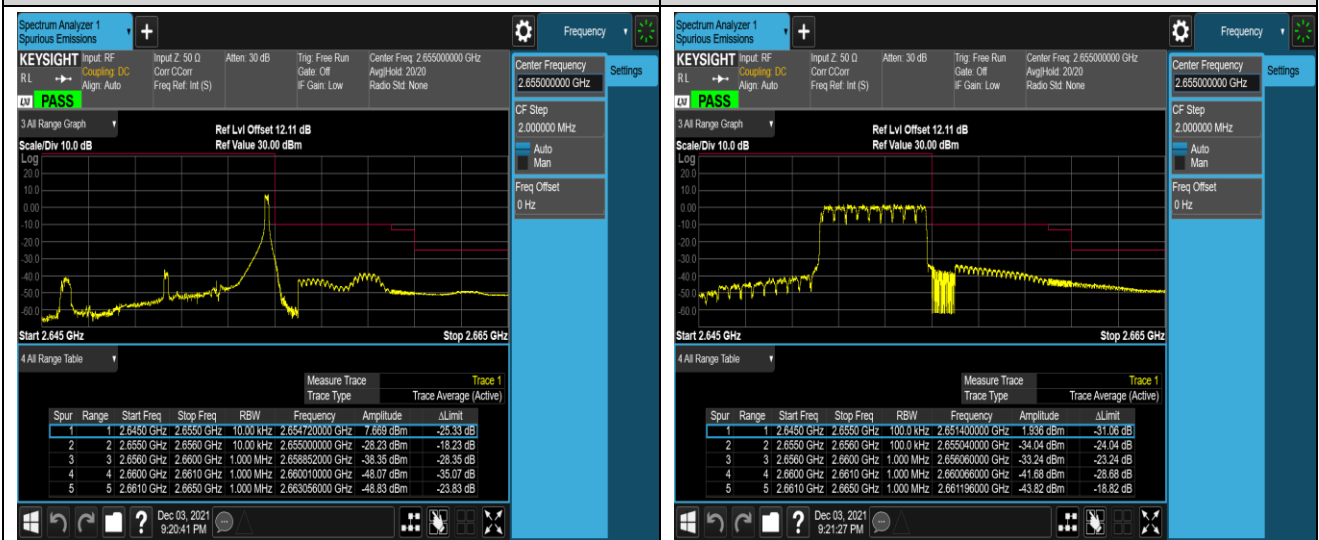 Spectrum Analyzer 1
Spurious Emissions
+
Frequency
KEYSIGHT Input: RF Input Z: 50 Ω Atten: 30 dB Trig: Free Run Center Freq: 2.655000000 GHz
RL Coupling: DC Corr CCorr Gate: Off Avg|Hold: 20/20
Align: Auto Freq Ref: Int (S) IF Gain: Low Radio Std: None
LXI PASS
Center Frequency
2.655000000 GHz
Settings
CF Step
2.000000 MHz
Auto
Man
Freq Offset
0 Hz
3 All Range Graph
Ref Lvl Offset 12.11 dB
Scale/Div 10.0 dB Ref Value 30.00 dBm
Log
20.0
10.0
0.00
-10.0
-20.0
-30.0
-40.0
-50.0
-60.0
Start 2.645 GHz Stop 2.665 GHz
4 All Range Table
Measure Trace Trace 1
Trace Type Trace Average (Active)
Spur Range Start Freq Stop Freq RBW Frequency Amplitude ΔLimit
1 1 2.6450 GHz 2.6550 GHz 10.00 kHz 2.654720000 GHz 7.669 dBm -25.33 dB
2 2 2.6550 GHz 2.6560 GHz 10.00 kHz 2.655000000 GHz -28.23 dBm -18.23 dB
3 3 2.6560 GHz 2.6600 GHz 1.000 MHz 2.658852000 GHz -38.35 dBm -28.35 dB
4 4 2.6600 GHz 2.6610 GHz 1.000 MHz 2.660010000 GHz -48.07 dBm -35.07 dB
5 5 2.6610 GHz 2.6650 GHz 1.000 MHz 2.663056000 GHz -48.83 dBm -23.83 dB
?
Dec 03, 2021
9:20:41 PM
Spectrum Analyzer 1
Spurious Emissions
+
Frequency
KEYSIGHT Input: RF Input Z: 50 Ω Atten: 30 dB Trig: Free Run Center Freq: 2.655000000 GHz
RL Coupling: DC Corr CCorr Gate: Off Avg|Hold: 20/20
Align: Auto Freq Ref: Int (S) IF Gain: Low Radio Std: None
LXI PASS
Center Frequency
2.655000000 GHz
Settings
CF Step
2.000000 MHz
Auto
Man
Freq Offset
0 Hz
3 All Range Graph
Ref Lvl Offset 12.11 dB
Scale/Div 10.0 dB Ref Value 30.00 dBm
Log
20.0
10.0
0.00
-10.0
-20.0
-30.0
-40.0
-50.0
-60.0
Start 2.645 GHz Stop 2.665 GHz
4 All Range Table
Measure Trace Trace 1
Trace Type Trace Average (Active)
Spur Range Start Freq Stop Freq RBW Frequency Amplitude ΔLimit
1 1 2.6450 GHz 2.6550 GHz 100.0 kHz 2.651400000 GHz 1.936 dBm -31.06 dB
2 2 2.6550 GHz 2.6560 GHz 100.0 kHz 2.655040000 GHz -34.04 dBm -24.04 dB
3 3 2.6560 GHz 2.6600 GHz 1.000 MHz 2.656060000 GHz -33.24 dBm -23.24 dB
4 4 2.6600 GHz 2.6610 GHz 1.000 MHz 2.660066000 GHz -41.68 dBm -28.68 dB
5 5 2.6610 GHz 2.6650 GHz 1.000 MHz 2.661196000 GHz -43.82 dBm -18.82 dB
?
Dec 03, 2021
9:21:27 PM